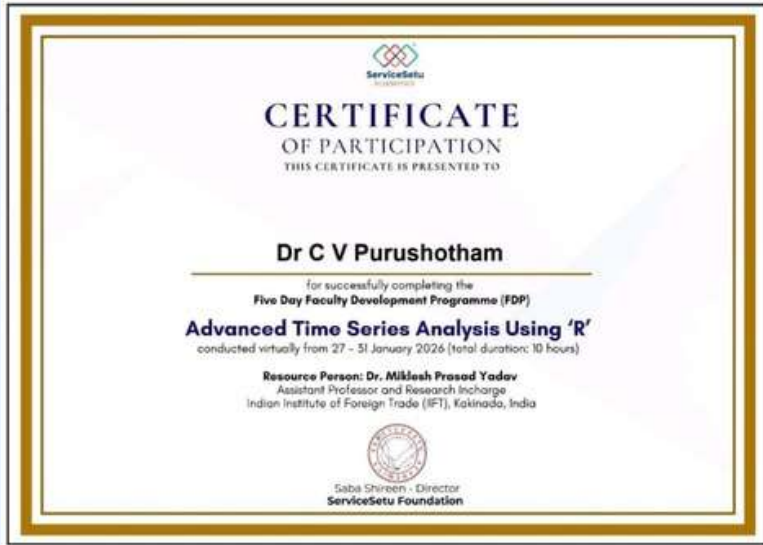 ServiceSetu
CERTIFICATE
OF PARTICIPATION
THIS CERTIFICATE IS PRESENTED TO
Dr C V Purushotham
for successfully completing the
Five Day Faculty Development Programme (FDP)
Advanced Time Series Analysis Using ‘R’
conducted virtually from 27 - 31 January 2026 (total duration: 10 hours)
Resource Person: Dr. Miklesh Prasad Yadav
Assistant Professor and Research Incharge
Indian Institute of Foreign Trade (IIFT), Kakinada, India
Saba Shireen - Director
ServiceSetu Foundation